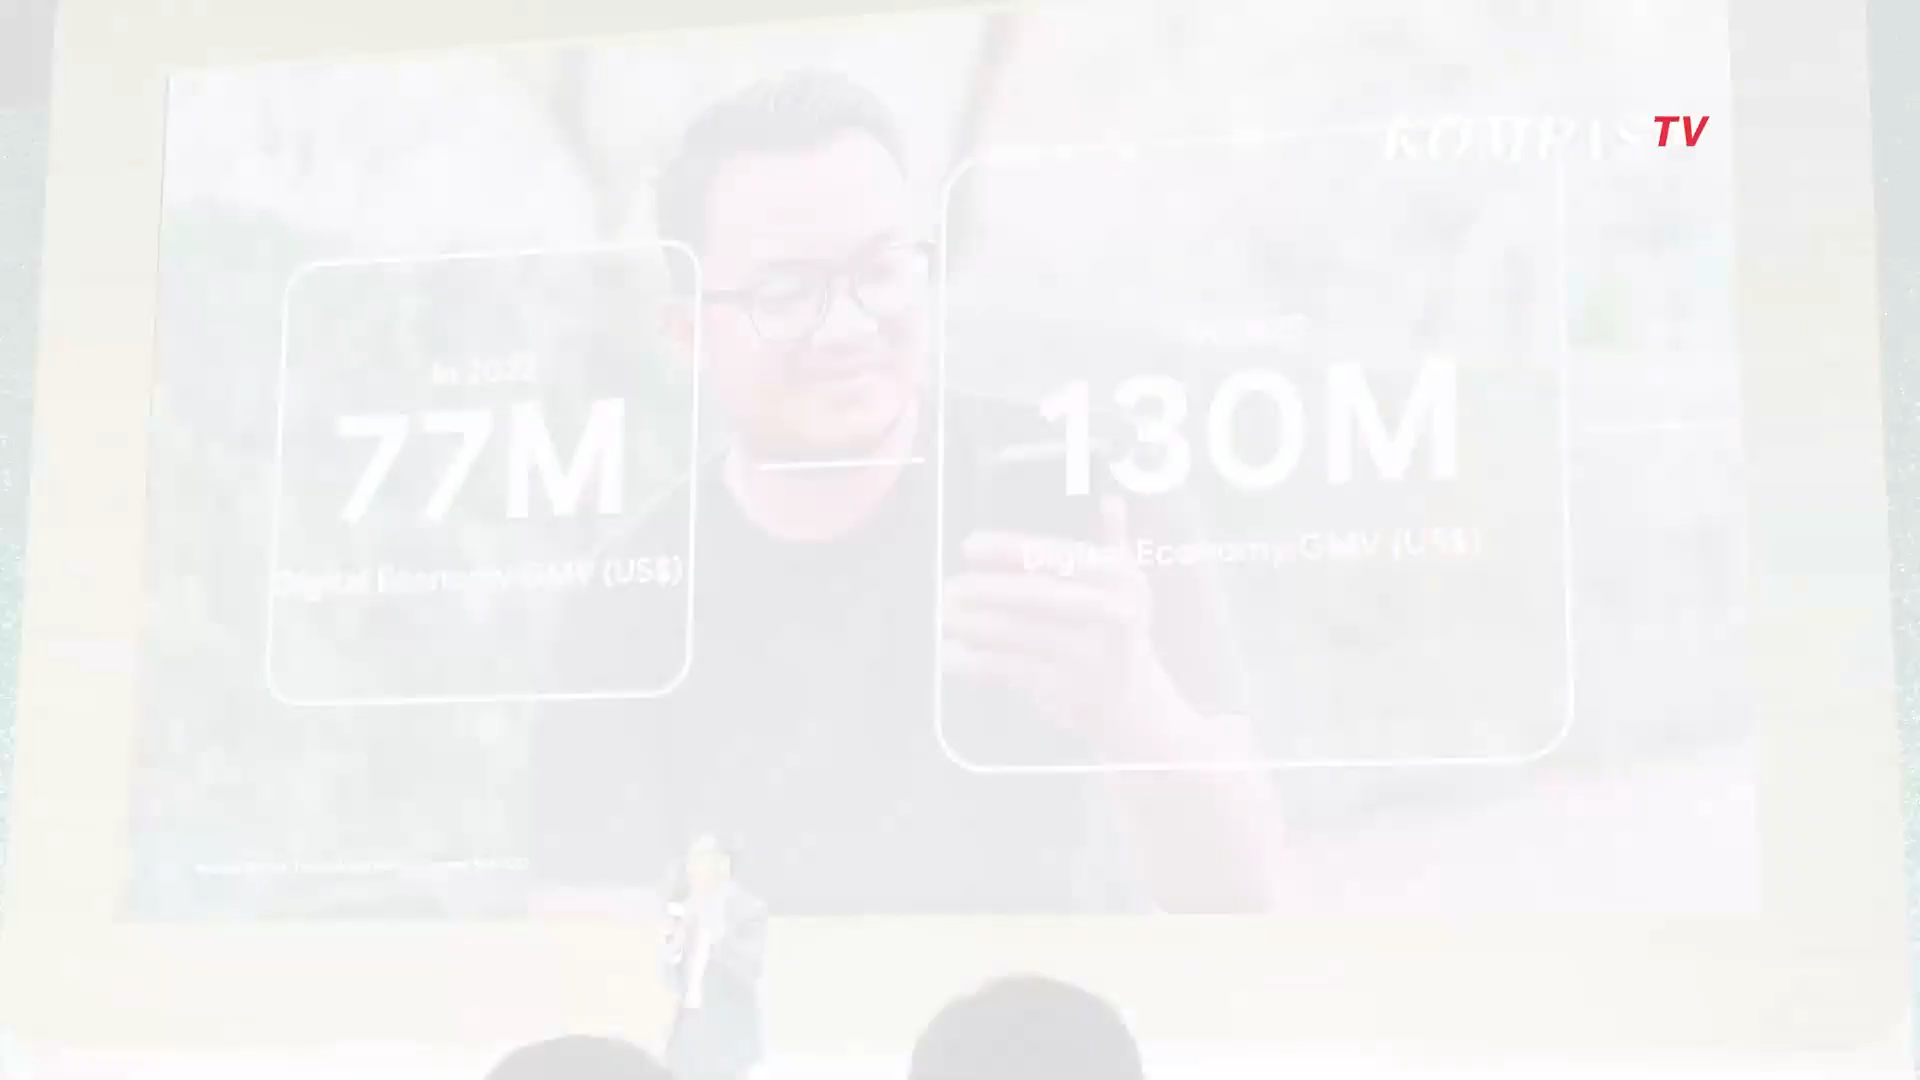 KOMPAS TV
In 2022
77M
Digital Economy GMV (US$)
130M
Digital Economy GMV (US$)